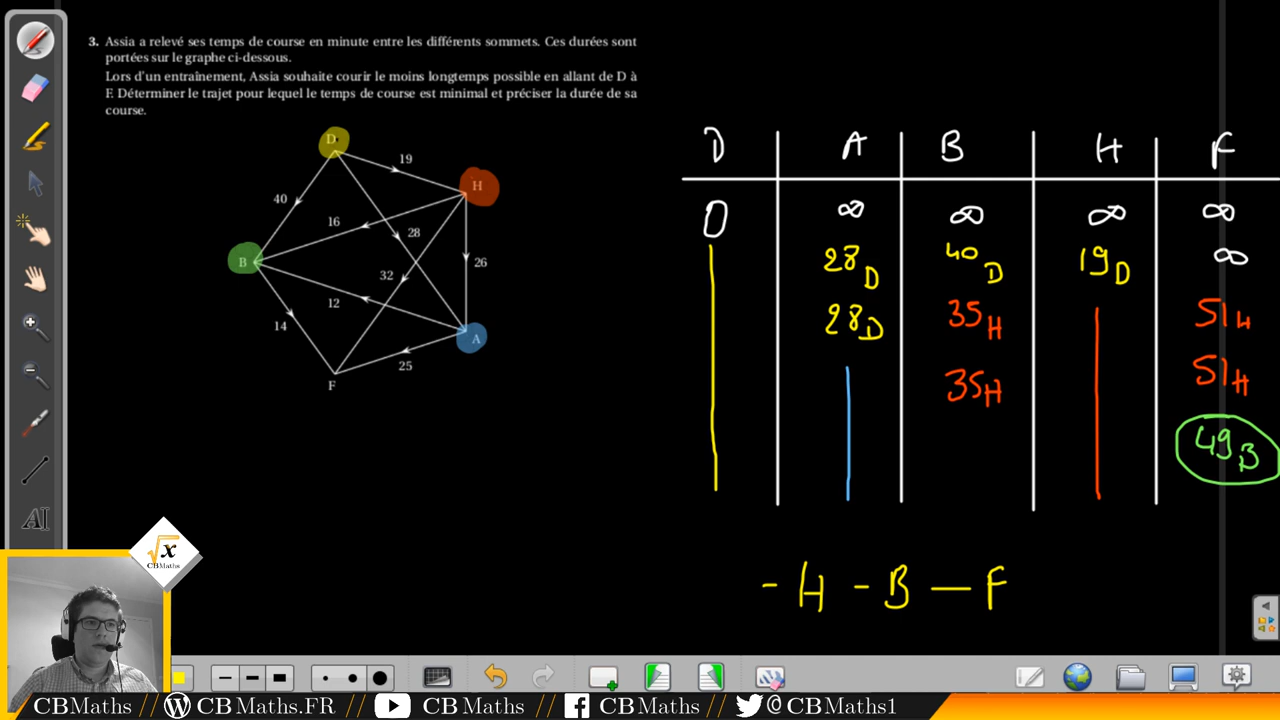 3. Assia a relevé ses temps de course en minute entre les différents sommets. Ces durées sont
portées sur le graphe ci-dessous.
Lors d'un entraînement, Assia souhaite courir le moins longtemps possible en allant de D à
F. Déterminer le trajet pour lequel le temps de course est minimal et préciser la durée de sa
course.
D
19
H
40
16
28
B
32
26
12
14
A
25
F
D A B H F
0 ∞ ∞ ∞ ∞
28D 40D 19D ∞
28D 35H 51H
35H 51H
49B
- H - B — F
√x
CBMaths
AI
CBMaths / CBMaths.FR / CBMaths / CBMaths / @CBMaths1